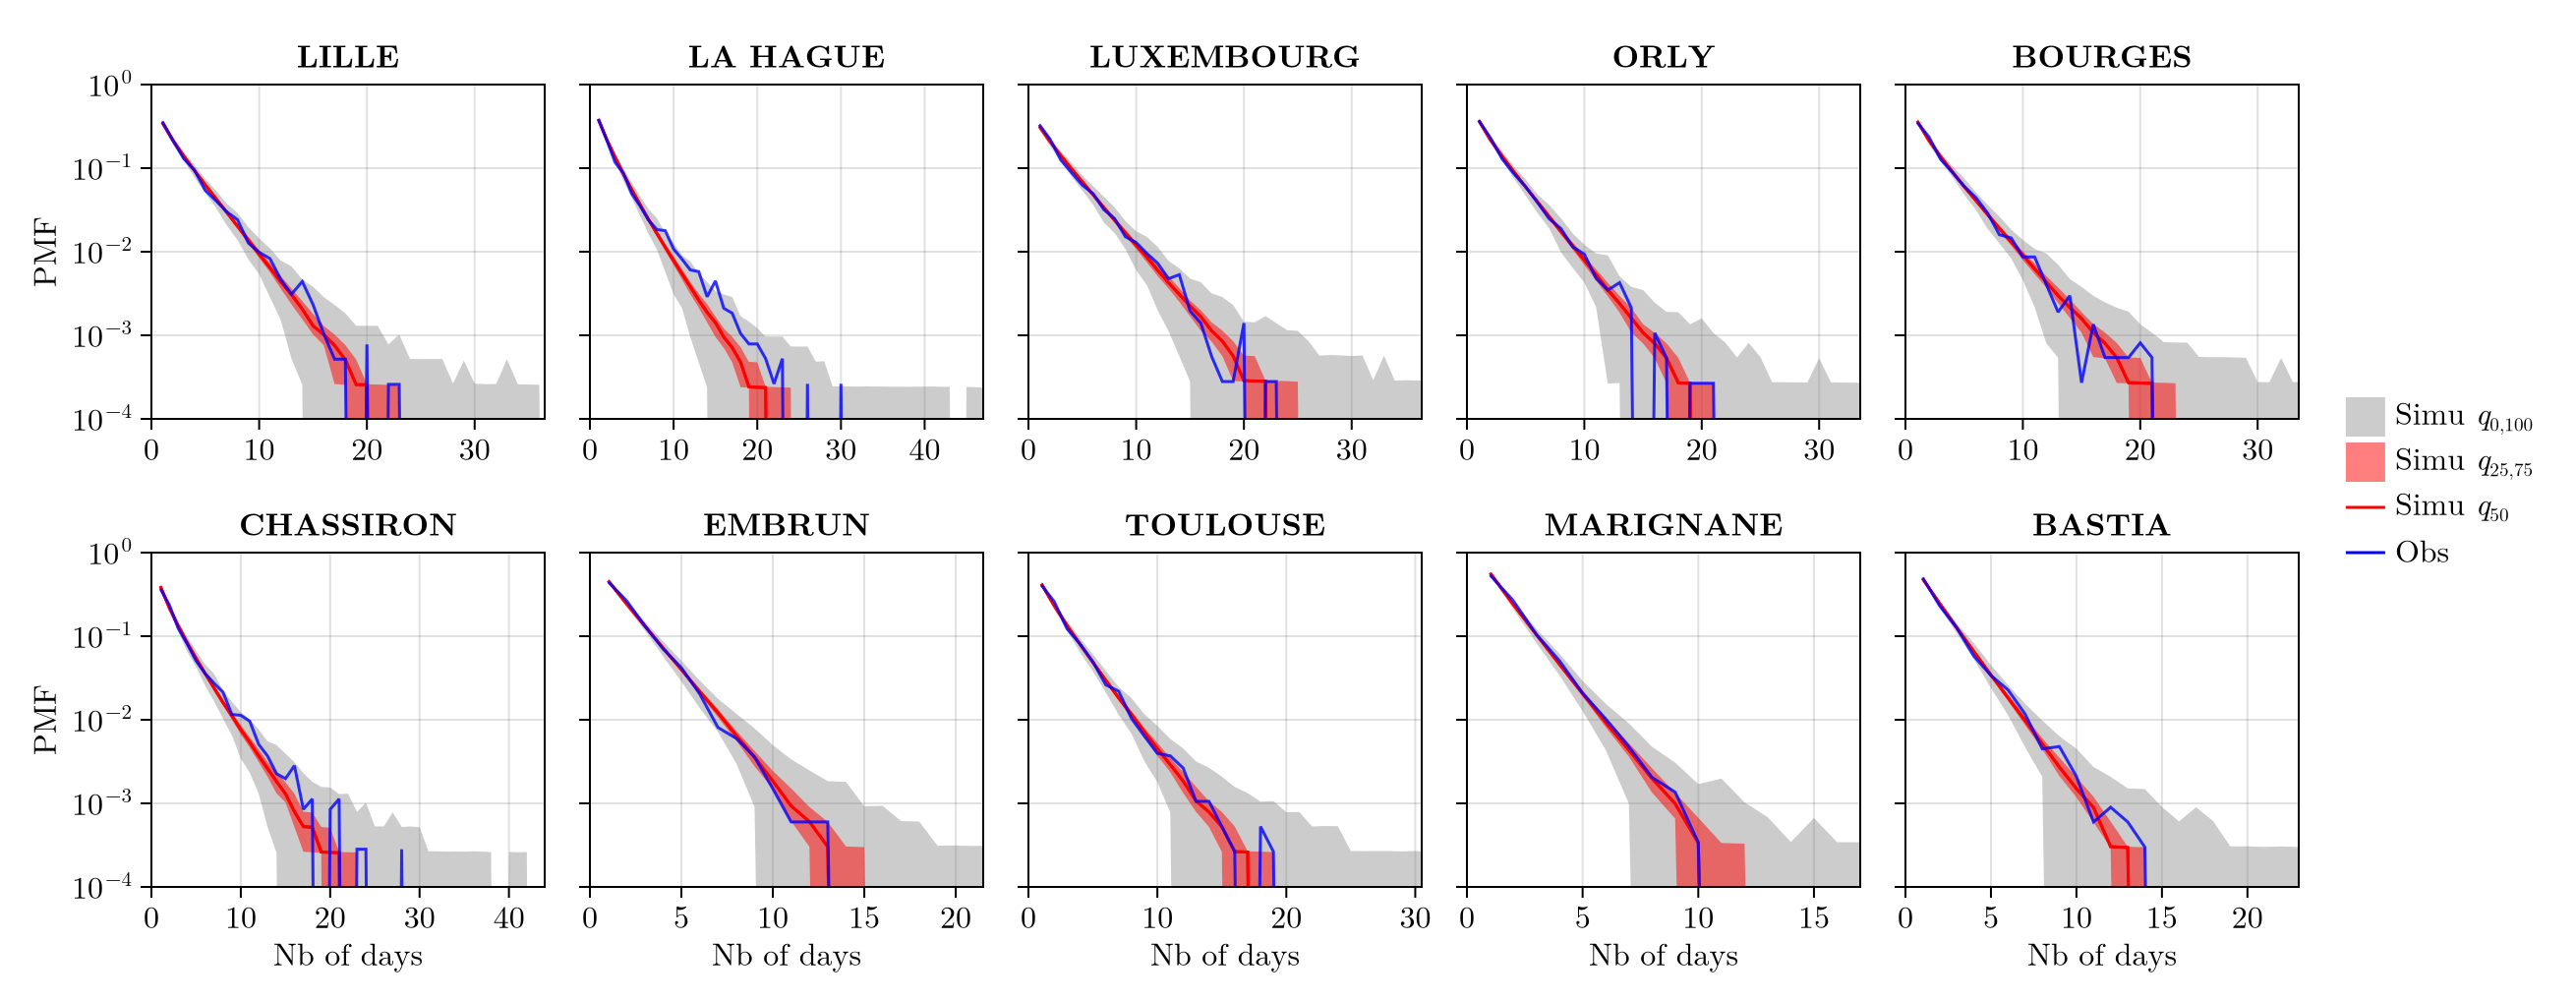 LILLE LA HAGUE LUXEMBOURG ORLY BOURGES
PMF
10^0
10^-1
10^-2
10^-3
10^-4
0 10 20 30
0 10 20 30 40
0 10 20 30
0 10 20 30
0 10 20 30
Simu q_0,100
Simu q_25,75
Simu q_50
Obs
CHASSIRON EMBRUN TOULOUSE MARIGNANE BASTIA
PMF
10^0
10^-1
10^-2
10^-3
10^-4
0 10 20 30 40
0 5 10 15 20
0 10 20 30
0 5 10 15
0 5 10 15 20
Nb of days Nb of days Nb of days Nb of days Nb of days